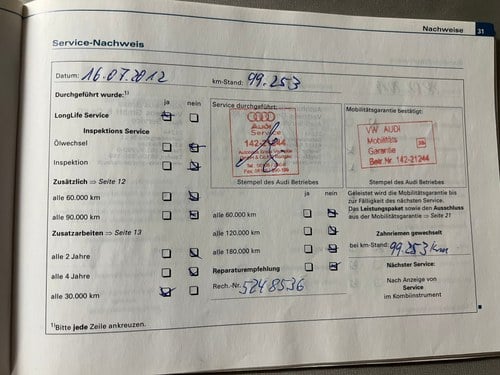 Nachweise 31
Service-Nachweis
Datum: 16.07.2012 km-Stand: 99.253
Durchgeführt wurde:¹⁾ ja nein
Service durchgeführt: Mobilitätsgarantie bestätigt:
LongLife Service
Inspektions Service
Ölwechsel
Inspektion
Audi
Service
142-21244
VW AUDI
Mobilitäts
Garantie
Betr.Nr. 142-21244
Stempel des Audi Betriebes Stempel des Audi Betriebes
Zusätzlich ⇒ Seite 12
alle 60.000 km
alle 90.000 km
Zusatzarbeiten ⇒ Seite 13
alle 2 Jahre
alle 4 Jahre
alle 30.000 km
ja nein
alle 60.000 km
alle 120.000 km
alle 180.000 km
Reparaturempfehlung
Rech.-Nr. 5248536
Geleistet wird die Mobilitätsgarantie bis
zur Fälligkeit des nächsten Service.
Das Leistungspaket sowie den Ausschluss
aus der Mobilitätsgarantie ⇒ Seite 21
Zahnriemen gewechselt
bei km-Stand: 99.253 km
Nächster Service:
Nach Anzeige von
Service
im Kombiinstrument
¹⁾Bitte jede Zeile ankreuzen.